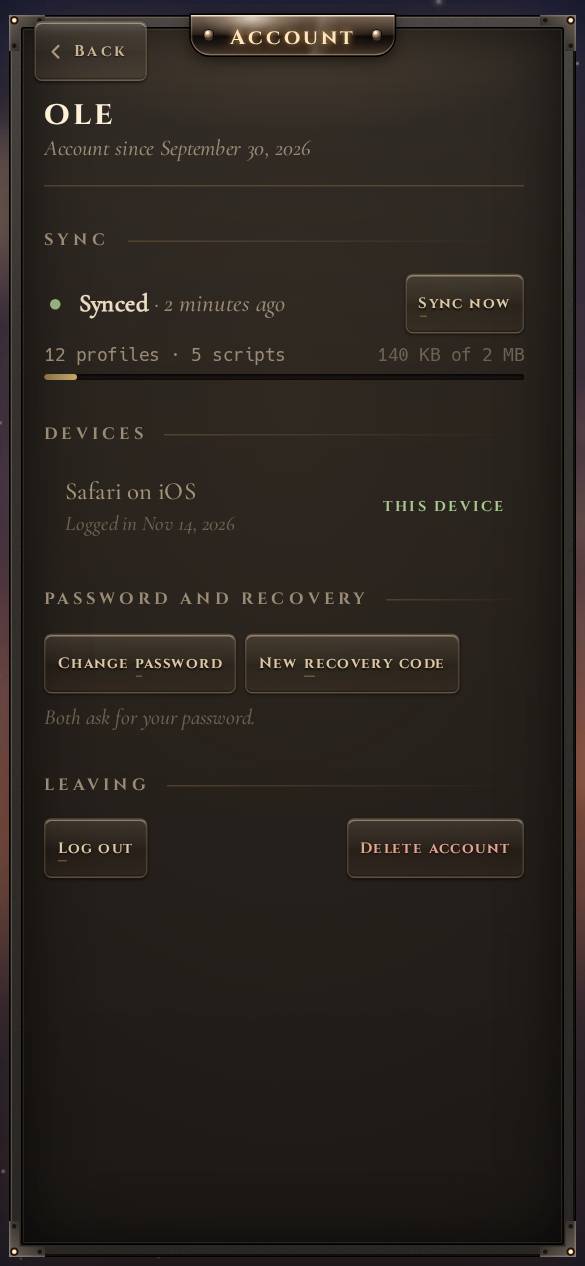 Account
Back
OLE
Account since September 30, 2026
SYNC
Synced · 2 minutes ago
Sync now
12 profiles · 5 scripts
140 KB of 2 MB
DEVICES
Safari on iOS
Logged in Nov 14, 2026
THIS DEVICE
PASSWORD AND RECOVERY
Change password
New recovery code
Both ask for your password.
LEAVING
Log out
Delete account